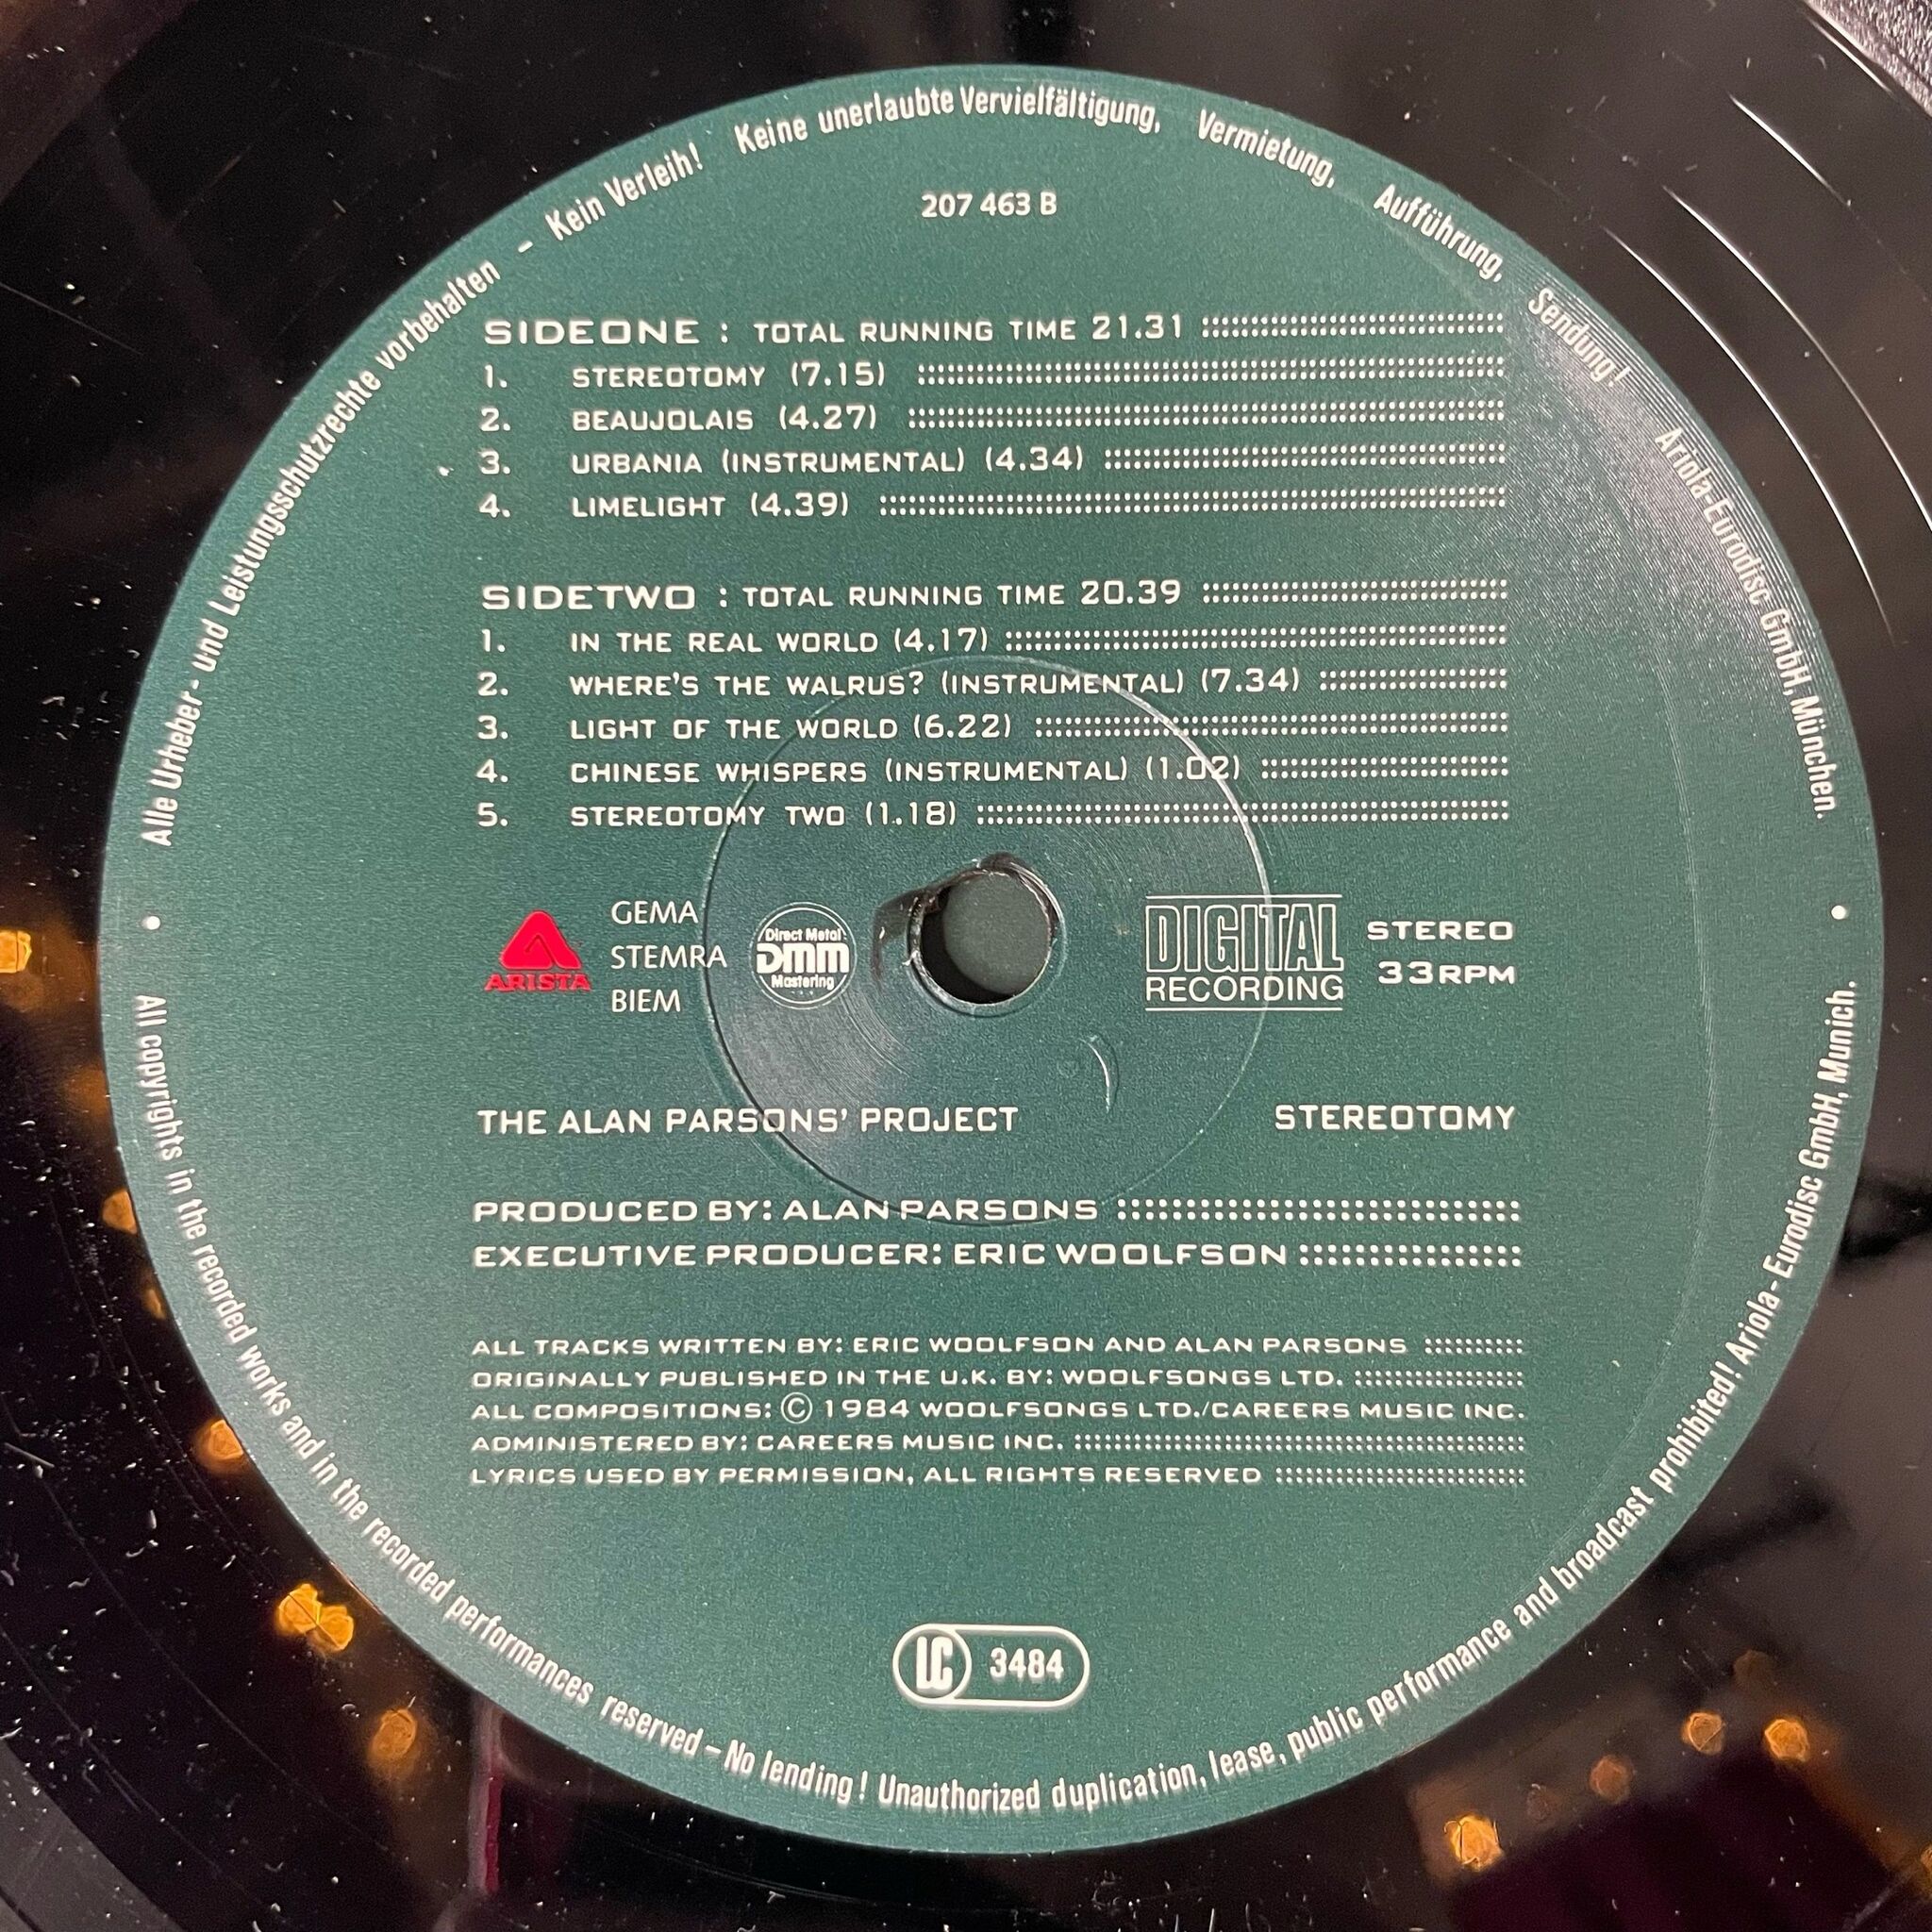 Alle Urheber- und Leistungsschutzrechte vorbehalten – Kein Verleih! Keine unerlaubte Vervielfältigung, Vermietung, Aufführung, Sendung! Ariola-Eurodisc GmbH, München.
207 463 B
SIDEONE : TOTAL RUNNING TIME 21.31
1. STEREOTOMY (7.15)
2. BEAUJOLAIS (4.27)
3. URBANIA (INSTRUMENTAL) (4.34)
4. LIMELIGHT (4.39)
SIDETWO : TOTAL RUNNING TIME 20.39
1. IN THE REAL WORLD (4.17)
2. WHERE'S THE WALRUS? (INSTRUMENTAL) (7.34)
3. LIGHT OF THE WORLD (6.22)
4. CHINESE WHISPERS (INSTRUMENTAL) (1.02)
5. STEREOTOMY TWO (1.18)
ARISTA
GEMA
STEMRA
BIEM
Direct Metal
DMM
Mastering
DIGITAL
RECORDING
STEREO
33RPM
THE ALAN PARSONS' PROJECT STEREOTOMY
PRODUCED BY: ALAN PARSONS
EXECUTIVE PRODUCER: ERIC WOOLFSON
ALL TRACKS WRITTEN BY: ERIC WOOLFSON AND ALAN PARSONS
ORIGINALLY PUBLISHED IN THE U.K. BY: WOOLFSONGS LTD.
ALL COMPOSITIONS: © 1984 WOOLFSONGS LTD./CAREERS MUSIC INC.
ADMINISTERED BY: CAREERS MUSIC INC.
LYRICS USED BY PERMISSION, ALL RIGHTS RESERVED
LC 3484
All copyrights in the recorded works and in the recorded performances reserved – No lending! Unauthorized duplication, lease, public performance and broadcast prohibited! Ariola-Eurodisc GmbH, Munich.